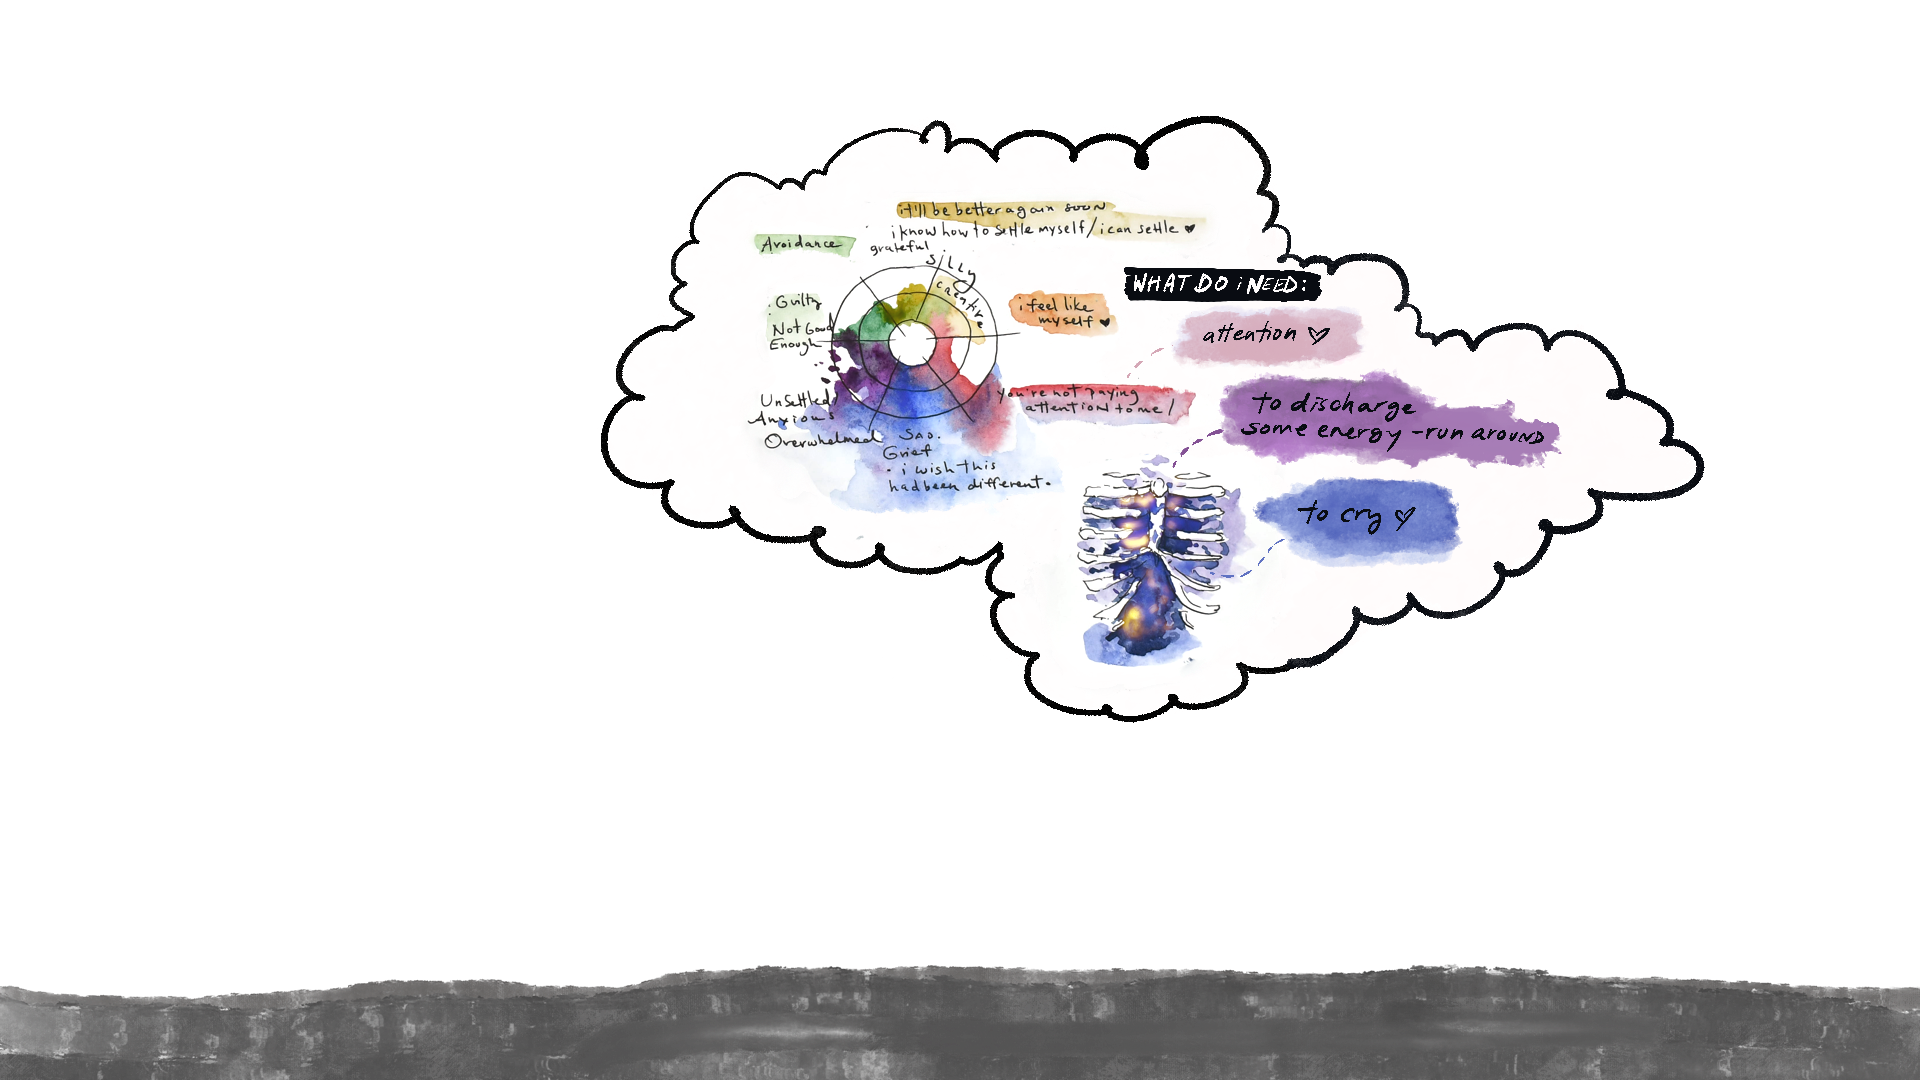 it'll be better again soon
i know how to settle myself/i can settle ♥
grateful
Silly
creative
Avoidance
Guilty
Not Good
Enough
Unsettled
Anxious
Overwhelmed
Sad.
Grief
- i wish this
had been different.
i feel like
myself ♥
you're not paying
attention to me!
WHAT DO i NEED:
attention ♡
to discharge
some energy - run around
to cry ♡